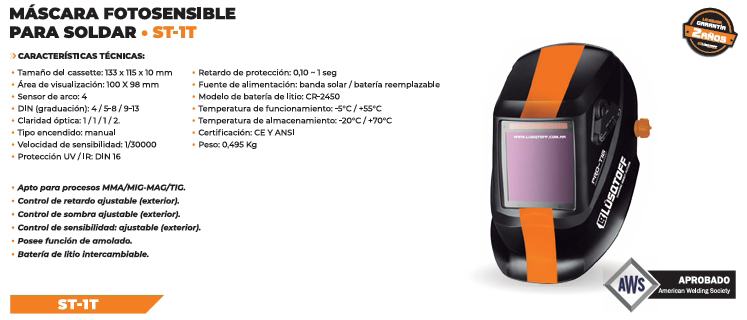 MÁSCARA FOTOSENSIBLE
PARA SOLDAR • ST-1T
CARACTERÍSTICAS TÉCNICAS:
• Tamaño del cassette: 133 x 115 x 10 mm
• Área de visualización: 100 X 98 mm
• Sensor de arco: 4
• DIN (graduación): 4 / 5-8 / 9-13
• Claridad óptica: 1 / 1 / 1 / 2.
• Tipo encendido: manual
• Velocidad de sensibilidad: 1/30000
• Protección UV / IR: DIN 16
• Retardo de protección: 0,10 ~ 1 seg
• Fuente de alimentación: banda solar / batería reemplazable
• Modelo de batería de litio: CR-2450
• Temperatura de funcionamiento: -5°C / +55°C
• Temperatura de almacenamiento: -20°C / +70°C
• Certificación: CE Y ANSI
• Peso: 0,495 Kg
• Apto para procesos MMA/MIG-MAG/TIG.
• Control de retardo ajustable (exterior).
• Control de sombra ajustable (exterior).
• Control de sensibilidad: ajustable (exterior).
• Posee función de amolado.
• Batería de litio intercambiable.
ST-1T
GARANTÍA
2 AÑOS
WWW.LUSQTOFF.COM.AR
PRO-TIG
LÜSQTOFF
AWS
APROBADO
American Welding Society